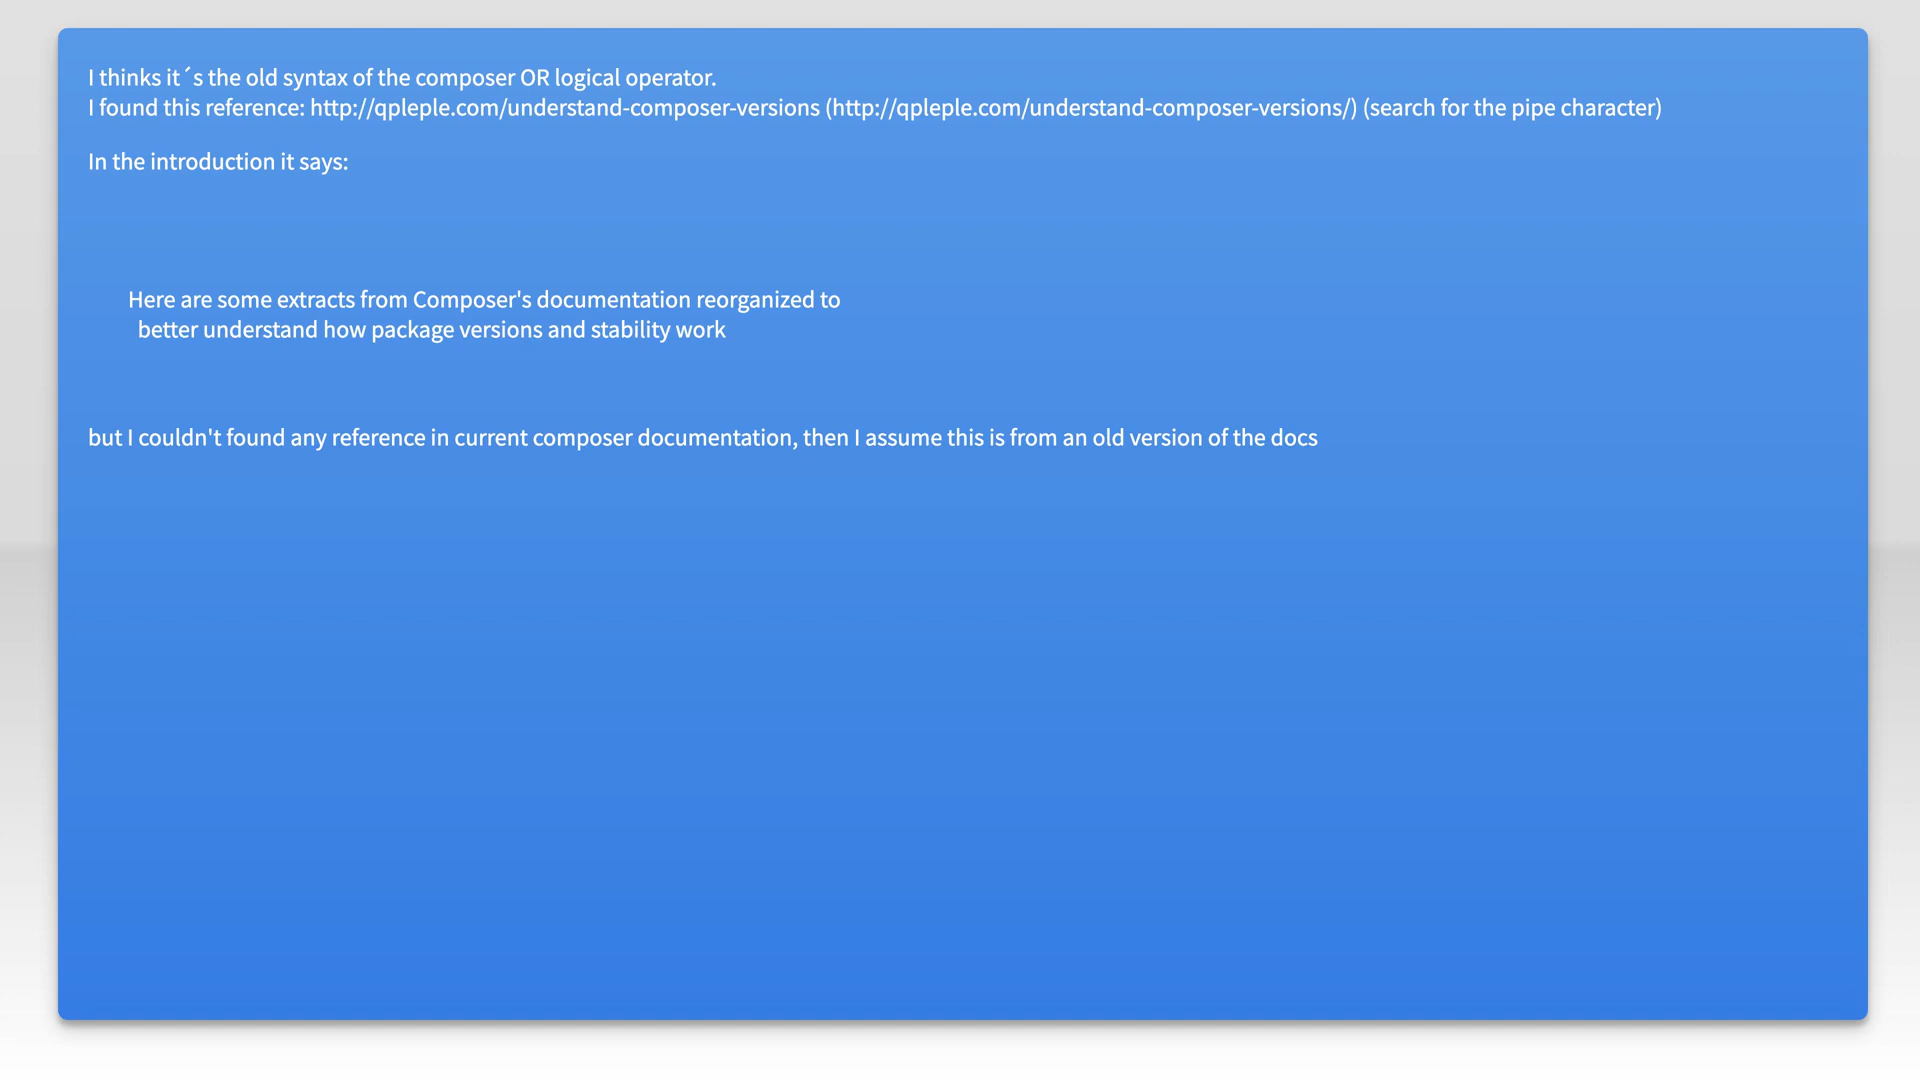 I thinks it´s the old syntax of the composer OR logical operator.
I found this reference: http://qpleple.com/understand-composer-versions (http://qpleple.com/understand-composer-versions/) (search for the pipe character)
In the introduction it says:
Here are some extracts from Composer's documentation reorganized to
better understand how package versions and stability work
but I couldn't found any reference in current composer documentation, then I assume this is from an old version of the docs